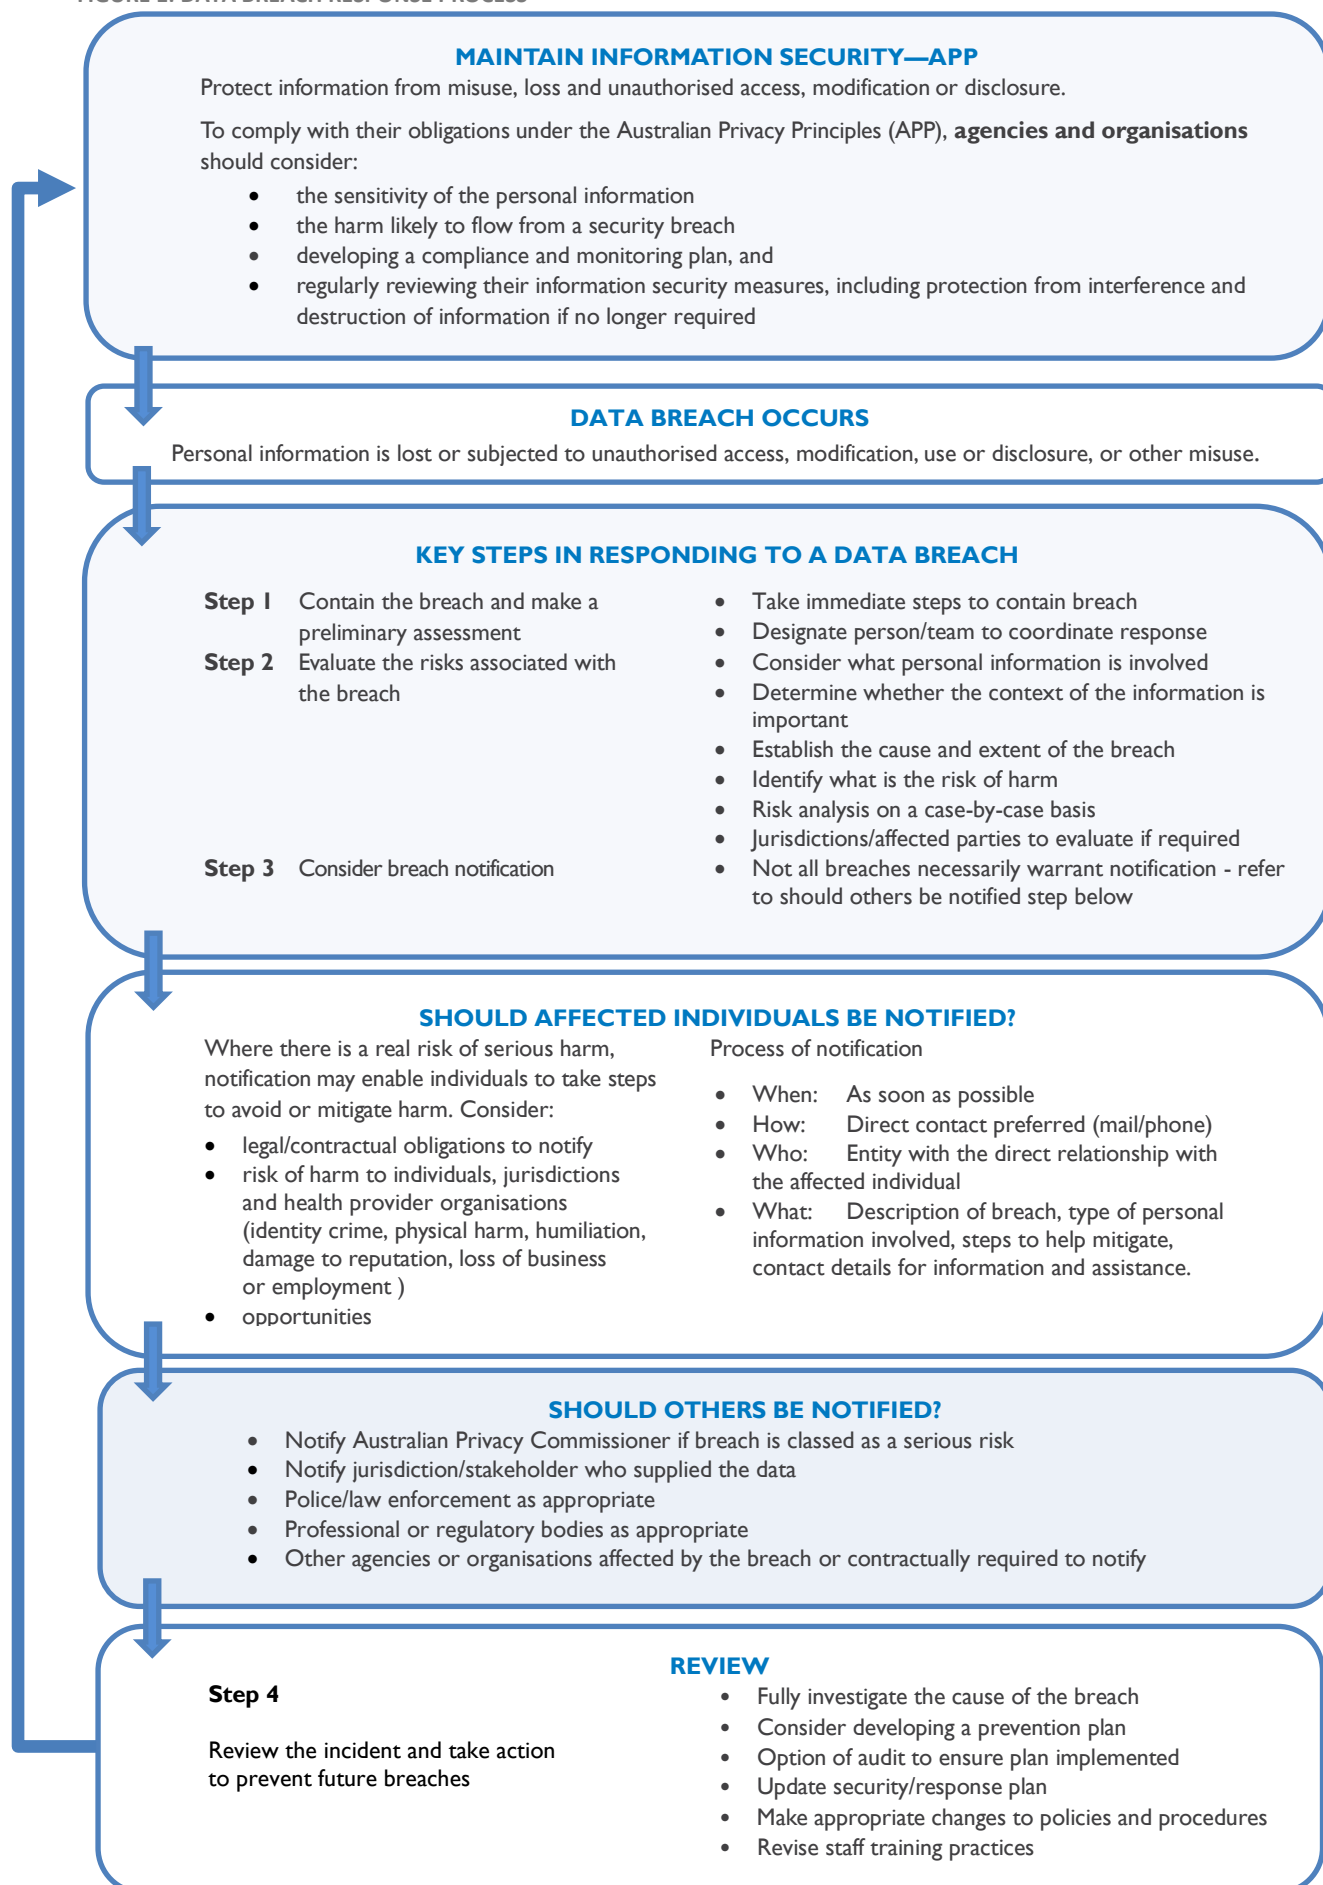 FIGURE 2: DATA BREACH RESPONSE PROCESS
MAINTAIN INFORMATION SECURITY—APP
Protect information from misuse, loss and unauthorised access, modification or disclosure.
To comply with their obligations under the Australian Privacy Principles (APP), agencies and organisations
should consider:
• the sensitivity of the personal information
• the harm likely to flow from a security breach
• developing a compliance and monitoring plan, and
• regularly reviewing their information security measures, including protection from interference and
destruction of information if no longer required
DATA BREACH OCCURS
Personal information is lost or subjected to unauthorised access, modification, use or disclosure, or other misuse.
KEY STEPS IN RESPONDING TO A DATA BREACH
Step 1 Contain the breach and make a
preliminary assessment
• Take immediate steps to contain breach
• Designate person/team to coordinate response
Step 2 Evaluate the risks associated with
the breach
• Consider what personal information is involved
• Determine whether the context of the information is
important
• Establish the cause and extent of the breach
• Identify what is the risk of harm
• Risk analysis on a case-by-case basis
• Jurisdictions/affected parties to evaluate if required
Step 3 Consider breach notification
• Not all breaches necessarily warrant notification - refer
to should others be notified step below
SHOULD AFFECTED INDIVIDUALS BE NOTIFIED?
Where there is a real risk of serious harm,
notification may enable individuals to take steps
to avoid or mitigate harm. Consider:
• legal/contractual obligations to notify
• risk of harm to individuals, jurisdictions
and health provider organisations
(identity crime, physical harm, humiliation,
damage to reputation, loss of business
or employment )
• opportunities
Process of notification
• When: As soon as possible
• How: Direct contact preferred (mail/phone)
• Who: Entity with the direct relationship with
the affected individual
• What: Description of breach, type of personal
information involved, steps to help mitigate,
contact details for information and assistance.
SHOULD OTHERS BE NOTIFIED?
• Notify Australian Privacy Commissioner if breach is classed as a serious risk
• Notify jurisdiction/stakeholder who supplied the data
• Police/law enforcement as appropriate
• Professional or regulatory bodies as appropriate
• Other agencies or organisations affected by the breach or contractually required to notify
REVIEW
Step 4
Review the incident and take action
to prevent future breaches
• Fully investigate the cause of the breach
• Consider developing a prevention plan
• Option of audit to ensure plan implemented
• Update security/response plan
• Make appropriate changes to policies and procedures
• Revise staff training practices